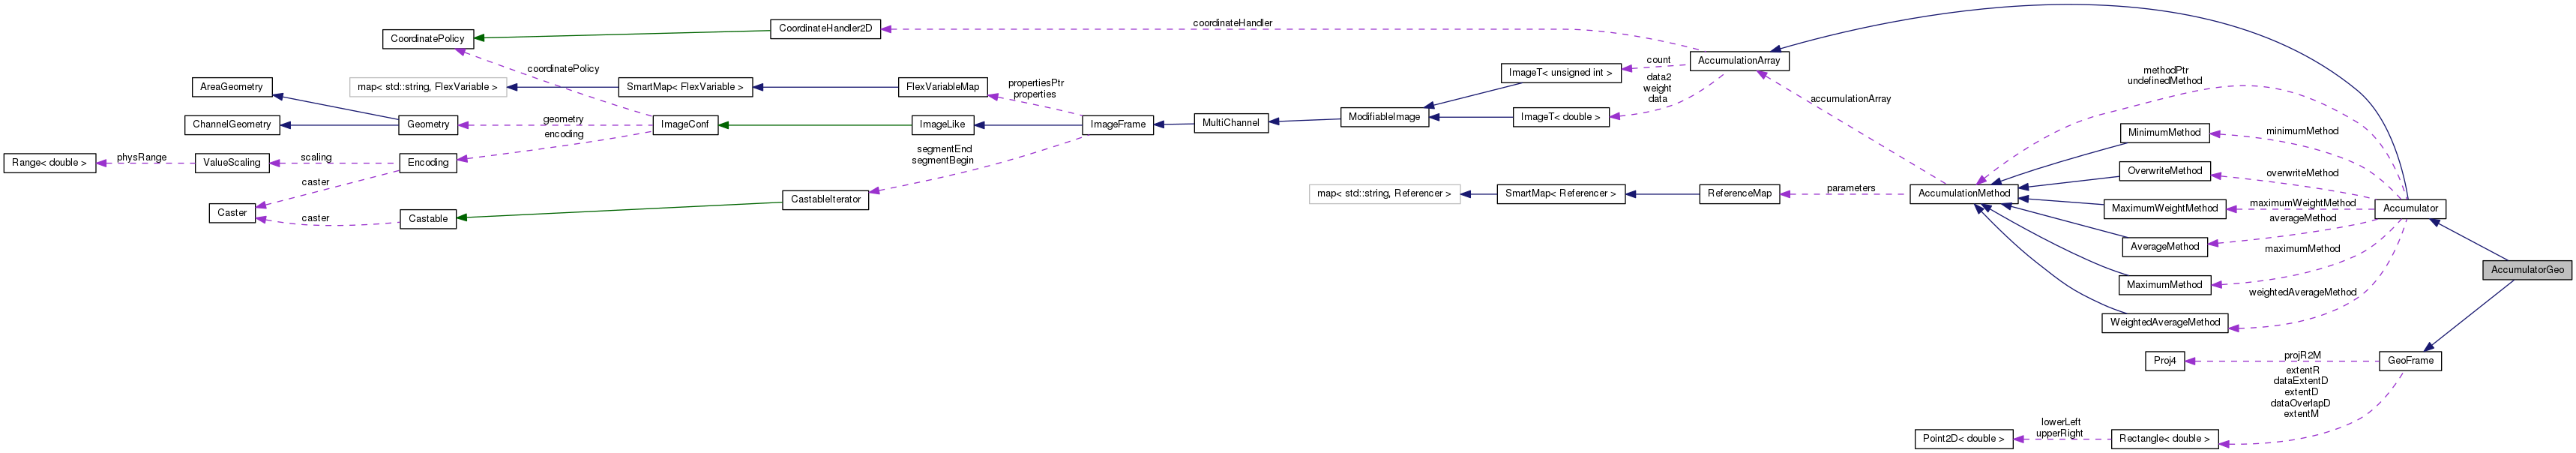 CoordinatePolicy
CoordinateHandler2D
coordinateHandler
AccumulationArray
coordinatePolicy
AreaGeometry
map< std::string, FlexVariable >
SmartMap< FlexVariable >
FlexVariableMap
propertiesPtr
properties
ImageT< unsigned int >
count
data2
weight
data
methodPtr
undefinedMethod
accumulationArray
ChannelGeometry
Geometry
geometry
encoding
ImageConf
ImageLike
ImageFrame
MultiChannel
ModifiableImage
ImageT< double >
MinimumMethod
minimumMethod
Range< double >
physRange
ValueScaling
scaling
Encoding
caster
segmentEnd
segmentBegin
OverwriteMethod
overwriteMethod
Caster
caster
Castable
CastableIterator
map< std::string, Referencer >
SmartMap< Referencer >
ReferenceMap
parameters
AccumulationMethod
MaximumWeightMethod
maximumWeightMethod
Accumulator
averageMethod
AverageMethod
maximumMethod
MaximumMethod
AccumulatorGeo
weightedAverageMethod
WeightedAverageMethod
Proj4
projR2M
GeoFrame
extentR
dataExtentD
extentD
dataOverlapD
extentM
Point2D< double >
lowerLeft
upperRight
Rectangle< double >